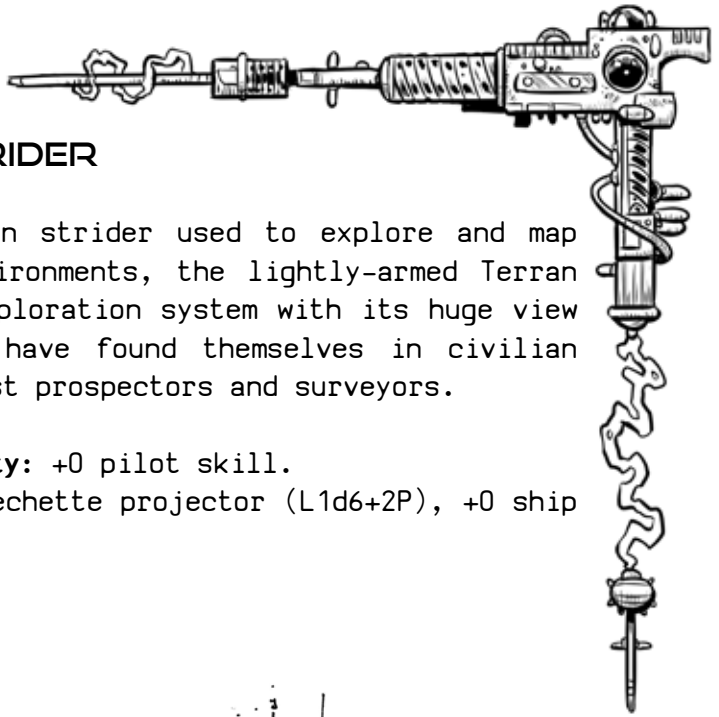 RIDER
n strider used to explore and map
ironments, the lightly-armed Terran
loration system with its huge view
have found themselves in civilian
st prospectors and surveyors.
ty: +0 pilot skill.
echette projector (L1d6+2P), +0 ship